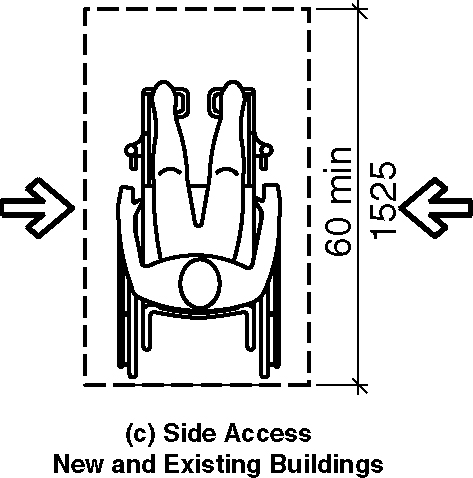 60 min
1525
(c) Side Access
New and Existing Buildings